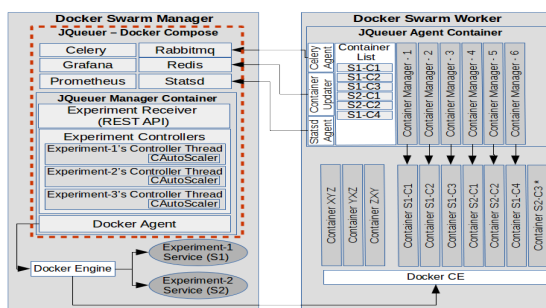 Docker Swarm Manager
JQueuer – Docker Compose
Celery
Rabbitmq
Grafana
Redis
Prometheus
Statsd
JQueuer Manager Container
Experiment Receiver
(REST API)
Experiment Controllers
Experiment-1's Controller Thread
CAutoScaler
Experiment-2's Controller Thread
CAutoScaler
Experiment-3's Controller Thread
CAutoScaler
Docker Agent
Docker Engine
Experiment-1
Service (S1)
Experiment-2
Service (S2)
Docker Swarm Worker
JQueuer Agent Container
Celery
Agent
Container
Updater
Statsd
Agent
Container
List
S1-C1
S1-C2
S1-C3
S2-C1
S2-C2
S1-C4
Container Manager - 1
Container Manager - 2
Container Manager - 3
Container Manager - 4
Container Manager - 5
Container Manager - 6
Container XYZ
Container YXZ
Container ZXY
Container S1-C1
Container S1-C2
Container S1-C3
Container S2-C1
Container S2-C2
Container S1-C4
Container S2-C3 *
Docker CE